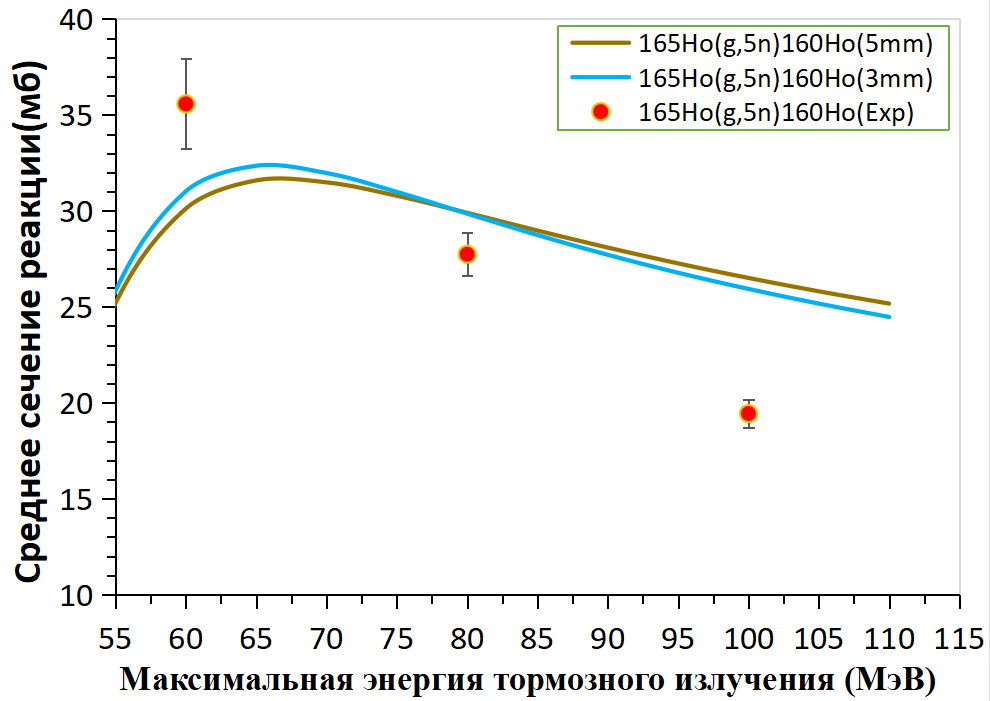 Среднее сечение реакции(мб)
40
35
30
25
20
15
10
165Ho(g,5n)160Ho(5mm)
165Ho(g,5n)160Ho(3mm)
165Ho(g,5n)160Ho(Exp)
55 60 65 70 75 80 85 90 95 100 105 110 115
Максимальная энергия тормозного излучения (МэВ)